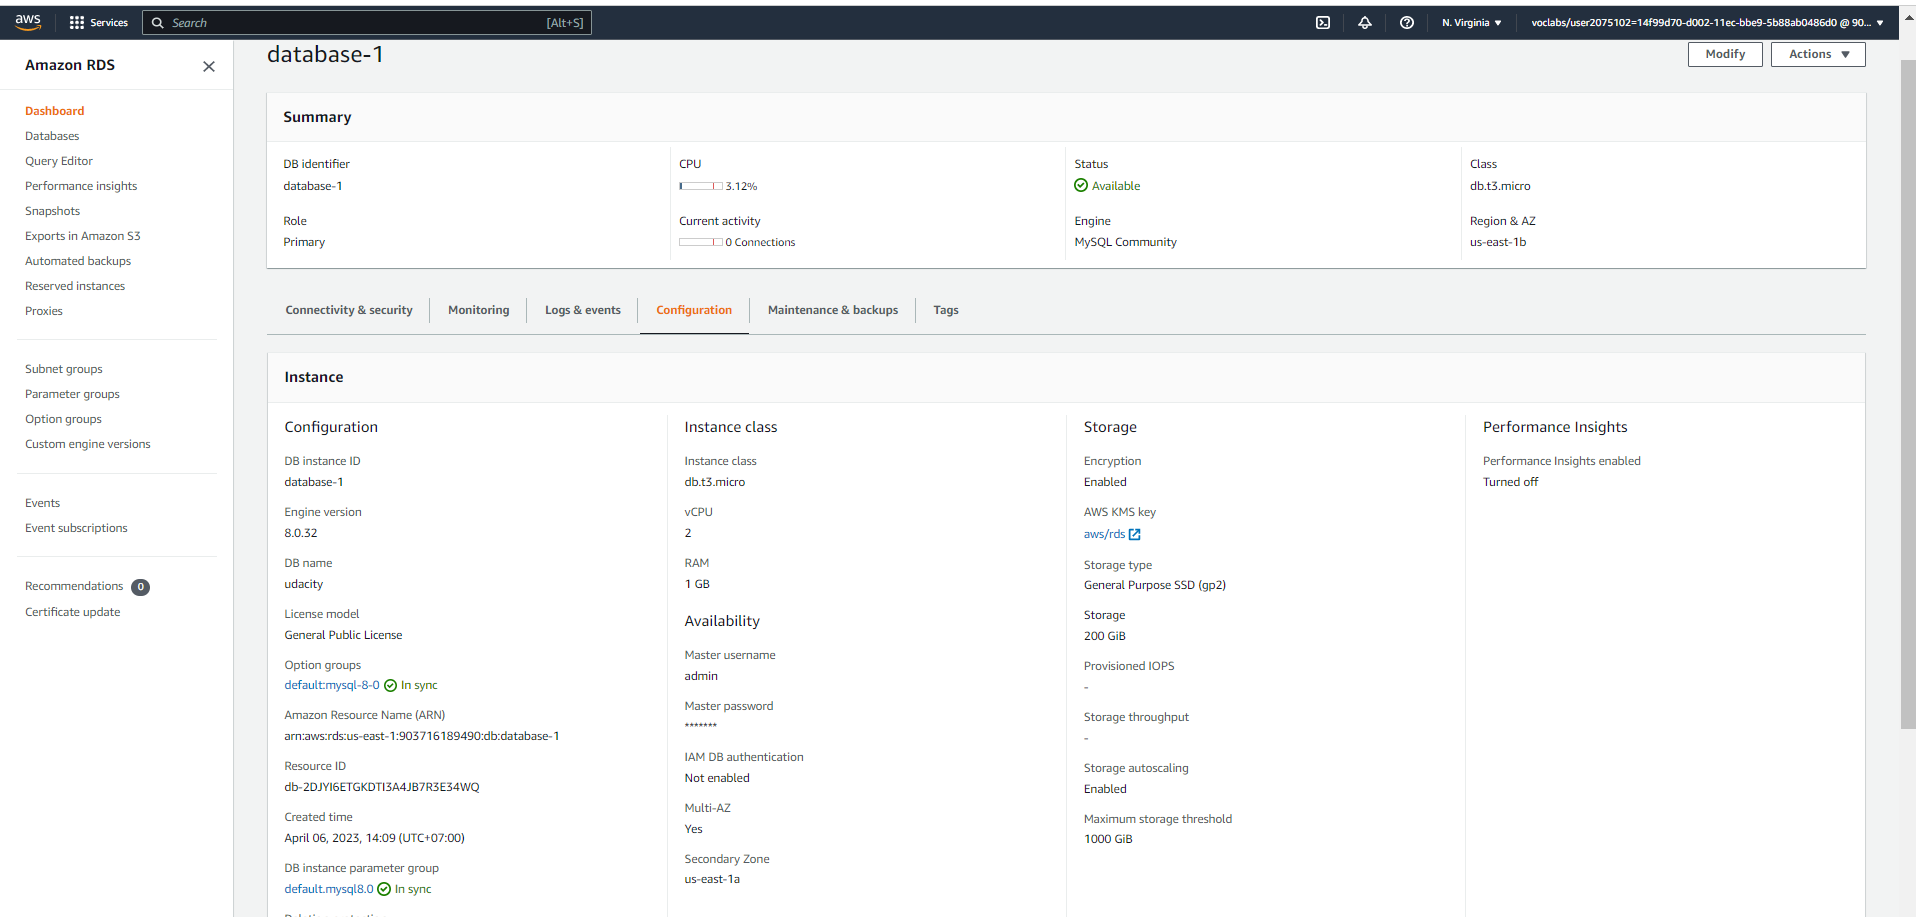 aws
Services
Search
[Alt+S]
N. Virginia
voclabs/user2075102=14f99d70-d002-11ec-bbe9-5b88ab0486d0 @ 90...
Amazon RDS
Dashboard
Databases
Query Editor
Performance insights
Snapshots
Exports in Amazon S3
Automated backups
Reserved instances
Proxies
Subnet groups
Parameter groups
Option groups
Custom engine versions
Events
Event subscriptions
Recommendations 0
Certificate update
database-1
Modify
Actions
Summary
DB identifier
database-1
Role
Primary
CPU
3.12%
Current activity
0 Connections
Status
Available
Engine
MySQL Community
Class
db.t3.micro
Region & AZ
us-east-1b
Connectivity & security
Monitoring
Logs & events
Configuration
Maintenance & backups
Tags
Instance
Configuration
DB instance ID
database-1
Engine version
8.0.32
DB name
udacity
License model
General Public License
Option groups
default:mysql-8-0 In sync
Amazon Resource Name (ARN)
arn:aws:rds:us-east-1:903716189490:db:database-1
Resource ID
db-2DJYI6ETGKDTI3A4JB7R3E34WQ
Created time
April 06, 2023, 14:09 (UTC+07:00)
DB instance parameter group
default.mysql8.0 In sync
Instance class
Instance class
db.t3.micro
vCPU
2
RAM
1 GB
Availability
Master username
admin
Master password
*******
IAM DB authentication
Not enabled
Multi-AZ
Yes
Secondary Zone
us-east-1a
Storage
Encryption
Enabled
AWS KMS key
aws/rds
Storage type
General Purpose SSD (gp2)
Storage
200 GiB
Provisioned IOPS
-
Storage throughput
-
Storage autoscaling
Enabled
Maximum storage threshold
1000 GiB
Performance Insights
Performance Insights enabled
Turned off